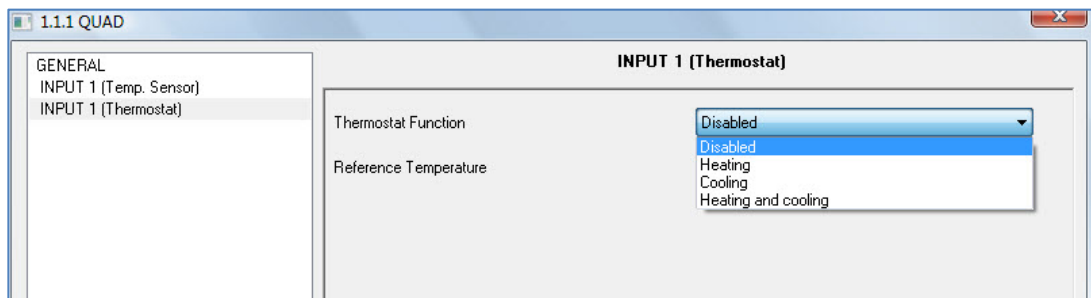 1.1.1 QUAD
GENERAL
INPUT 1 (Temp. Sensor)
INPUT 1 (Thermostat)
INPUT 1 (Thermostat)
Thermostat Function
Disabled
Disabled
Heating
Cooling
Heating and cooling
Reference Temperature